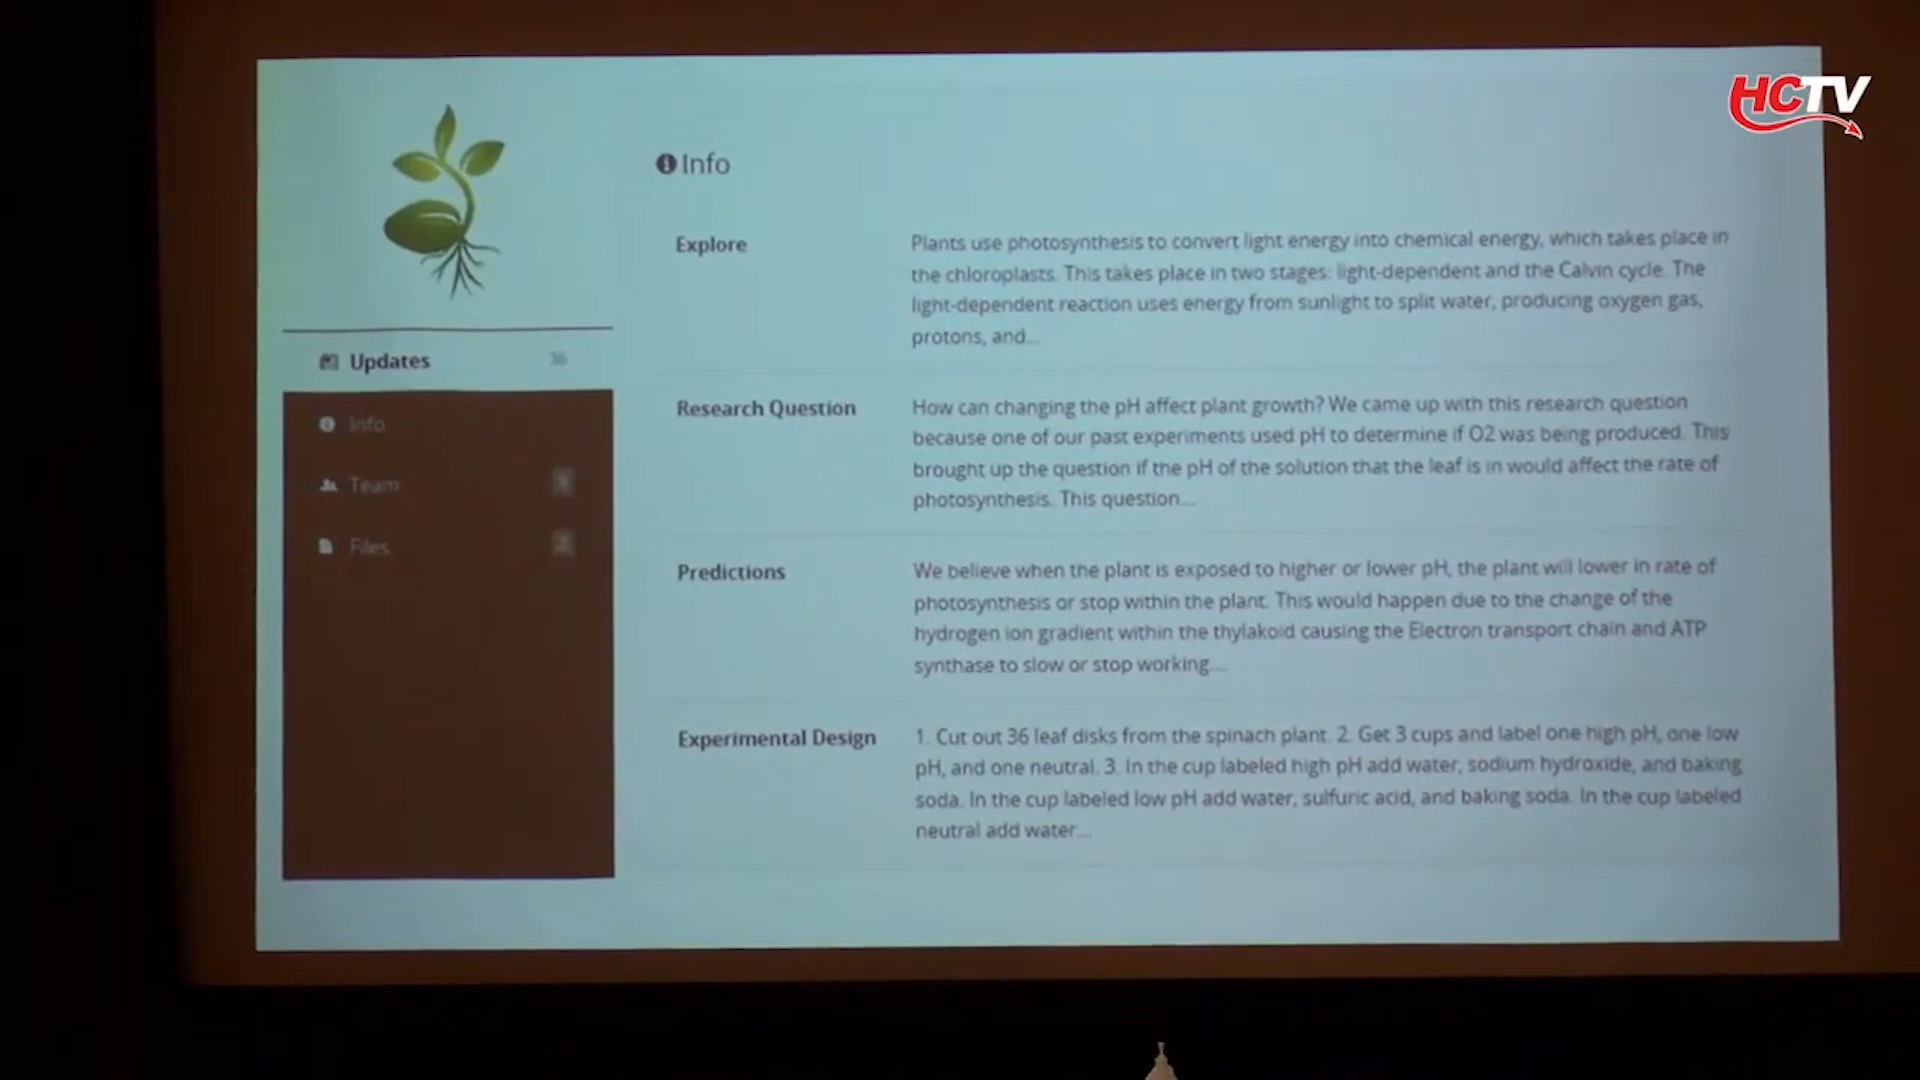 HCTV
Info
Explore
Plants use photosynthesis to convert light energy into chemical energy, which takes place in
the chloroplasts. This takes place in two stages: light-dependent and the Calvin cycle. The
light-dependent reaction uses energy from sunlight to split water, producing oxygen gas,
protons, and...
Updates 36
Info
Team 9
Files
Research Question
How can changing the pH affect plant growth? We came up with this research question
because one of our past experiments used pH to determine if O2 was being produced. This
brought up the question if the pH of the solution that the leaf is in would affect the rate of
photosynthesis. This question...
Predictions
We believe when the plant is exposed to higher or lower pH, the plant will lower in rate of
photosynthesis or stop within the plant. This would happen due to the change of the
hydrogen ion gradient within the thylakoid causing the Electron transport chain and ATP
synthase to slow or stop working....
Experimental Design
1. Cut out 36 leaf disks from the spinach plant. 2. Get 3 cups and label one high pH, one low
pH, and one neutral. 3. In the cup labeled high pH add water, sodium hydroxide, and baking
soda. In the cup labeled low pH add water, sulfuric acid, and baking soda. In the cup labeled
neutral add water...